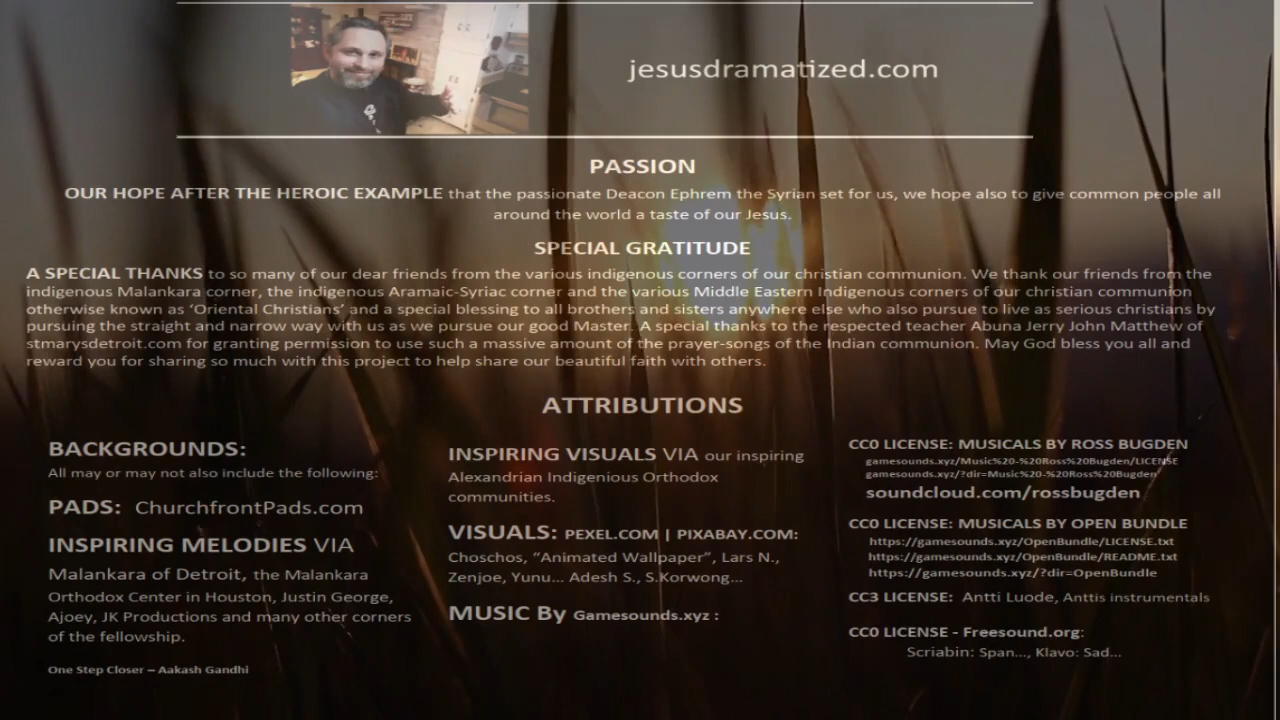 jesusdramatized.com
PASSION
OUR HOPE AFTER THE HEROIC EXAMPLE that the passionate Deacon Ephrem the Syrian set for us, we hope also to give common people all
around the world a taste of our Jesus.
SPECIAL GRATITUDE
A SPECIAL THANKS to so many of our dear friends from the various indigenous corners of our christian communion. We thank our friends from the
indigenous Malankara corner, the indigenous Aramaic-Syriac corner and the various Middle Eastern Indigenous corners of our christian communion
otherwise known as ‘Oriental Christians’ and a special blessing to all brothers and sisters anywhere else who also pursue to live as serious christians by
pursuing the straight and narrow way with us as we pursue our good Master. A special thanks to the respected teacher Abuna Jerry John Matthew of
stmarysdetroit.com for granting permission to use such a massive amount of the prayer-songs of the Indian communion. May God bless you all and
reward you for sharing so much with this project to help share our beautiful faith with others.
ATTRIBUTIONS
BACKGROUNDS:
All may or may not also include the following:
PADS: ChurchfrontPads.com
INSPIRING MELODIES VIA
Malankara of Detroit, the Malankara
Orthodox Center in Houston, Justin George,
Ajoey, JK Productions and many other corners
of the fellowship.
One Step Closer – Aakash Gandhi
INSPIRING VISUALS VIA our inspiring
Alexandrian Indigenious Orthodox
communities.
VISUALS: PEXEL.COM | PIXABAY.COM:
Choschos, “Animated Wallpaper”, Lars N.,
Zenjoe, Yunu... Adesh S., S.Korwong...
MUSIC By Gamesounds.xyz :
CC0 LICENSE: MUSICALS BY ROSS BUGDEN
gamesounds.xyz/Music%20-%20Ross%20Bugden/LICENSE
gamesounds.xyz/?dir=Music%20-%20Ross%20Bugden
soundcloud.com/rossbugden
CC0 LICENSE: MUSICALS BY OPEN BUNDLE
https://gamesounds.xyz/OpenBundle/LICENSE.txt
https://gamesounds.xyz/OpenBundle/README.txt
https://gamesounds.xyz/?dir=OpenBundle
CC3 LICENSE: Antti Luode, Anttis instrumentals
CC0 LICENSE - Freesound.org:
Scriabin: Span..., Klavo: Sad...